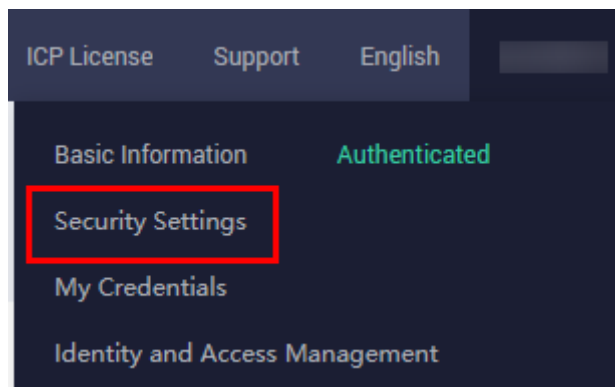 ICP License Support English
Basic Information Authenticated
Security Settings
My Credentials
Identity and Access Management